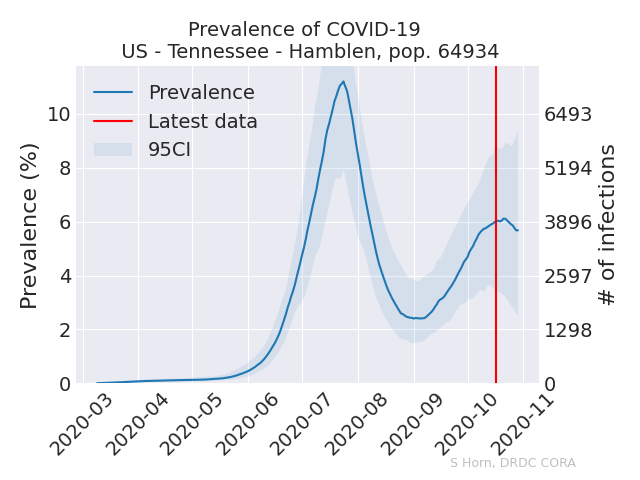 Prevalence of COVID-19
US - Tennessee - Hamblen, pop. 64934
Prevalence
Latest data
95CI
Prevalence (%)
10
8
6
4
2
0
6493
5194
3896
2597
1298
0
# of infections
2020-03
2020-04
2020-05
2020-06
2020-07
2020-08
2020-09
2020-10
2020-11
S Horn, DRDC CORA